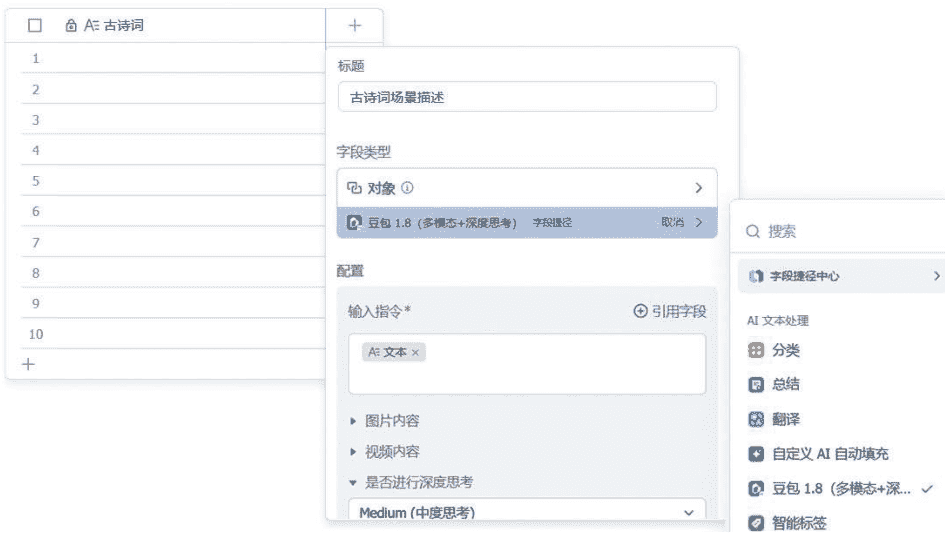 古诗词
1
2
3
4
5
6
7
8
9
10
标题
古诗词场景描述
字段类型
对象
豆包 1.8（多模态+深度思考） 字段捷径 取消
配置
输入指令* 引用字段
文本
图片内容
视频内容
是否进行深度思考
Medium (中度思考)
搜索
字段捷径中心
AI 文本处理
分类
总结
翻译
自定义 AI 自动填充
豆包 1.8（多模态+深...
智能标签